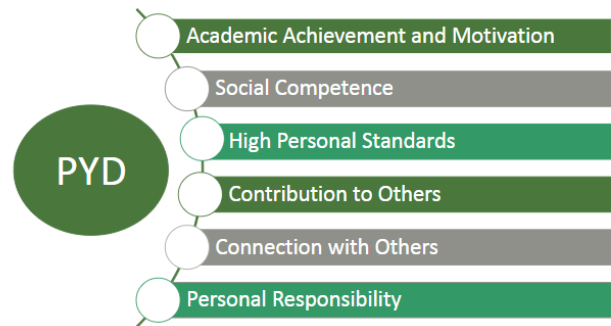 Academic Achievement and Motivation
Social Competence
High Personal Standards
PYD
Contribution to Others
Connection with Others
Personal Responsibility